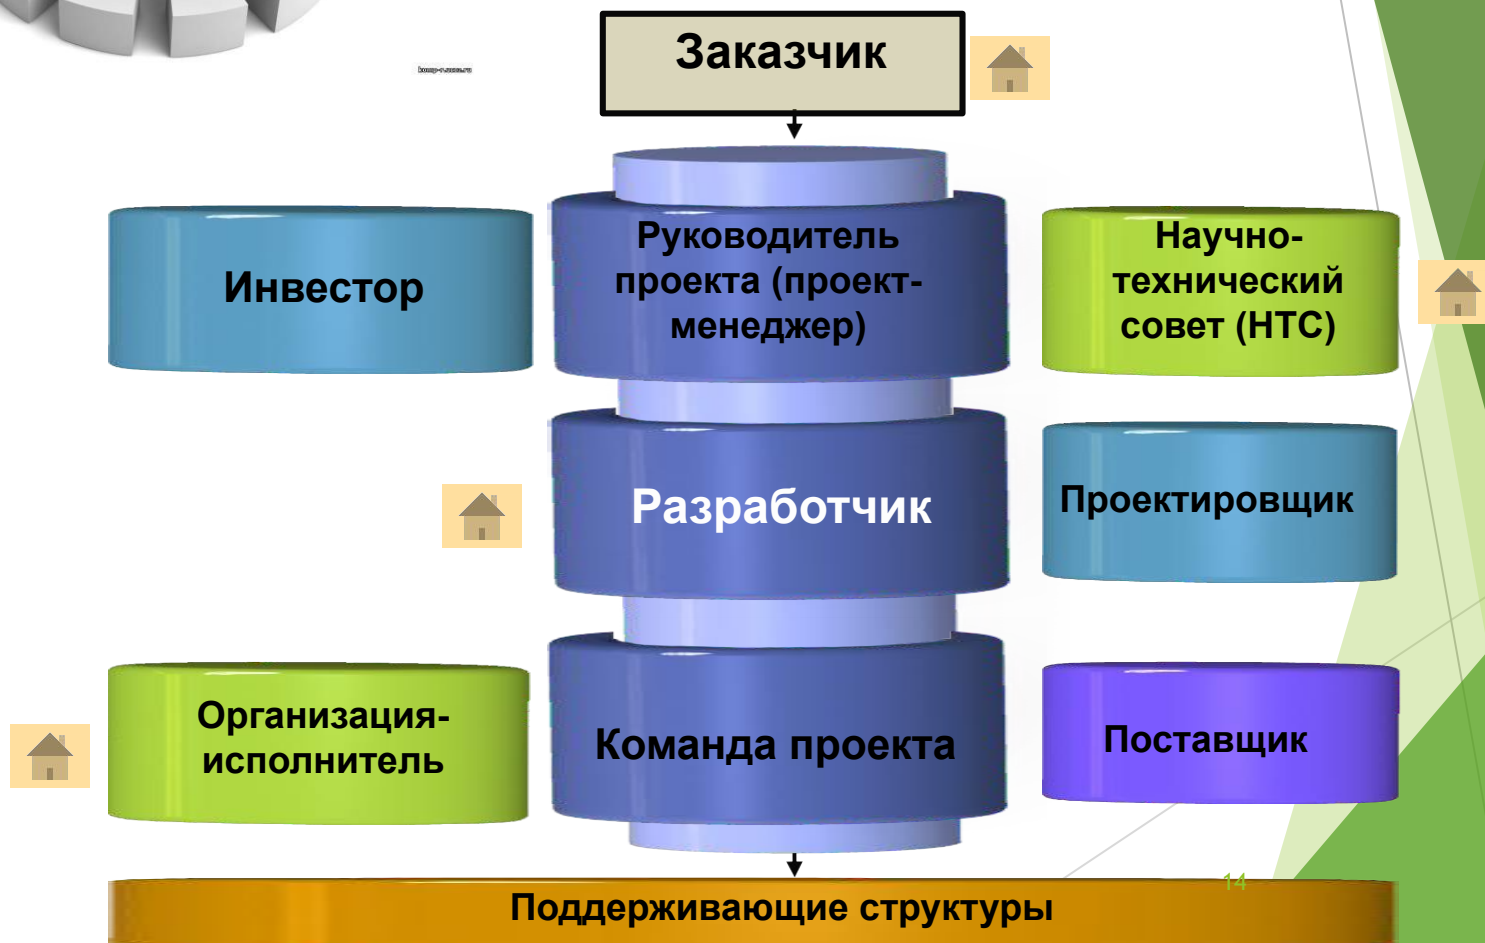 Заказчик
Инвестор
Руководитель
проекта (проект-
менеджер)
Научно-
технический
совет (НТС)
Разработчик
Проектировщик
Организация-
исполнитель
Команда проекта
Поставщик
14
Поддерживающие структуры